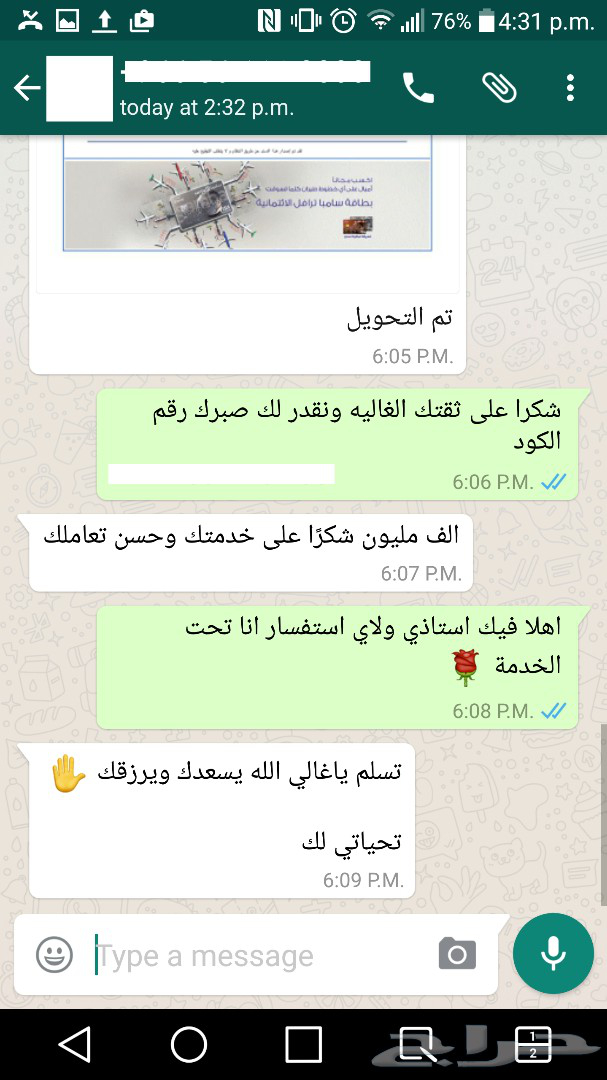 76% 4:31 p.m.
today at 2:32 p.m.
اكسب مجانا
أميال على أي خطوط طيران كلما تسوقت
بطاقة سامبا ترافل الائتمانية
تم التحويل
6:05 P.M.
شكرا على ثقتك الغاليه ونقدر لك صبرك رقم
الكود
6:06 P.M.
الف مليون شكرًا على خدمتك وحسن تعاملك
6:07 P.M.
اهلا فيك استاذي ولاي استفسار انا تحت
الخدمة 🌹
6:08 P.M.
تسلم ياغالي الله يسعدك ويرزقك ✋
تحياتي لك
6:09 P.M.
Type a message
حراج
1
2